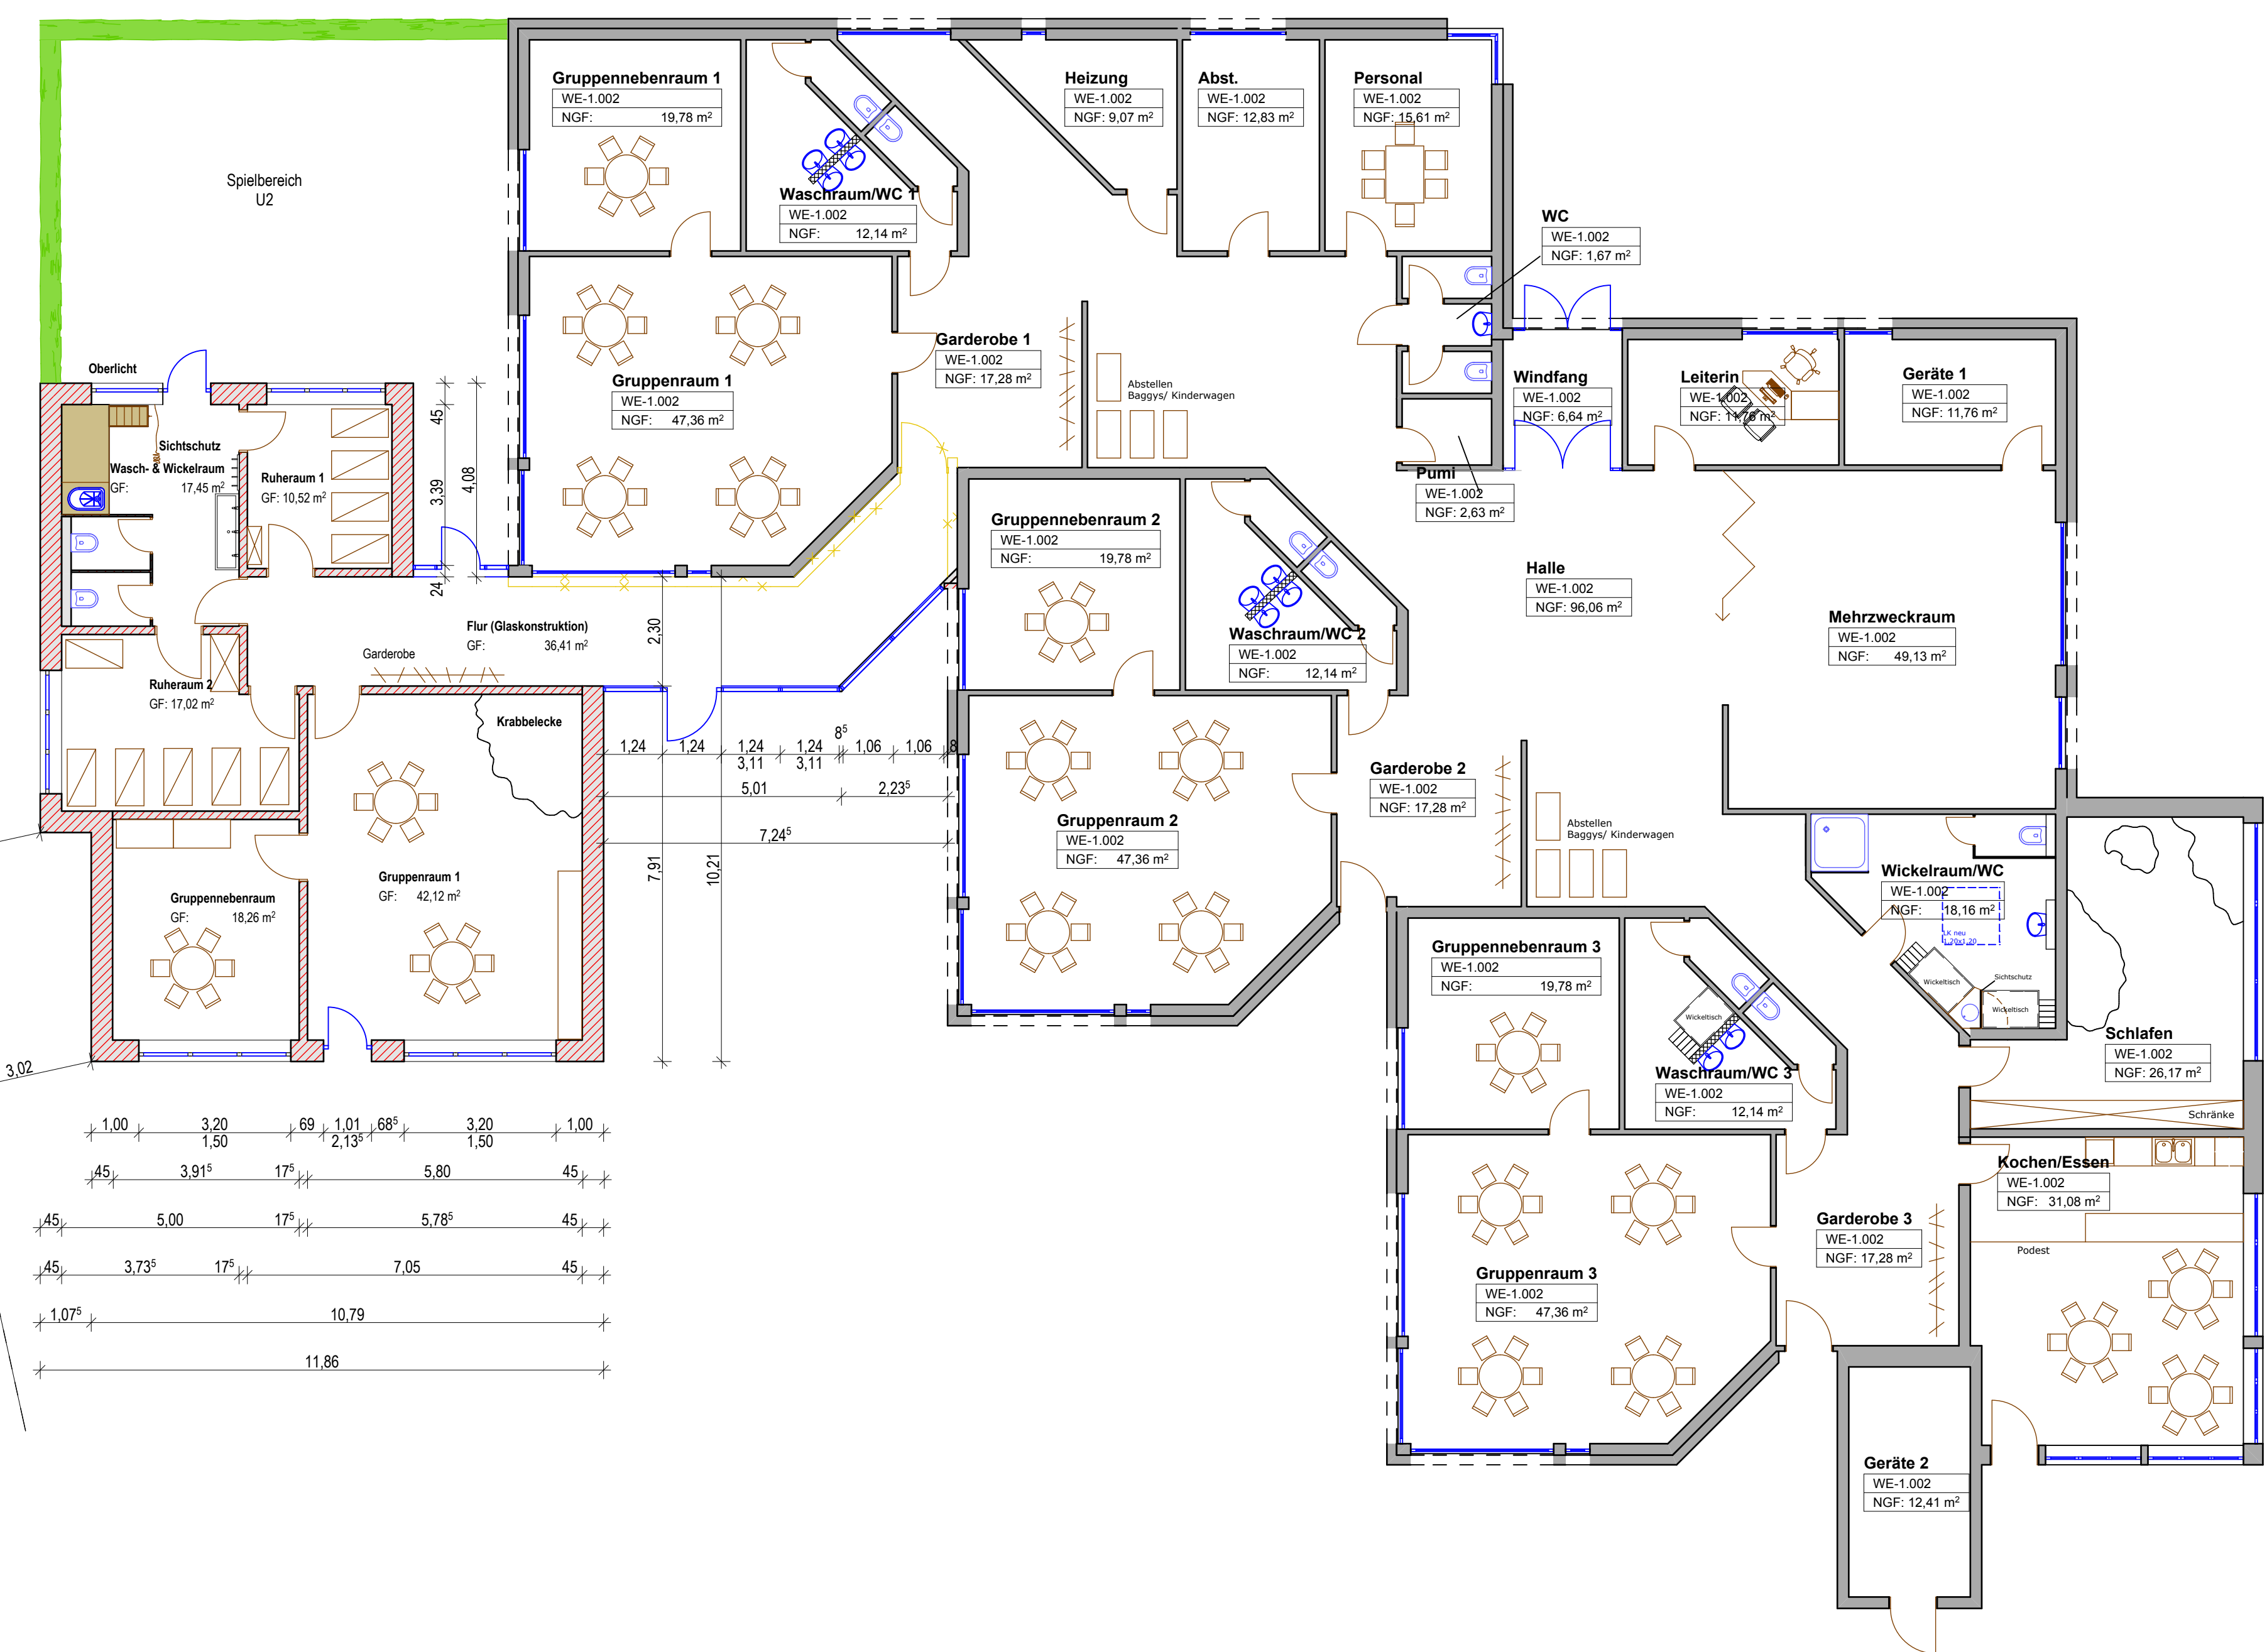 Spielbereich
U2
Gruppennebenraum 1
WE-1.002
NGF: 19,78 m²
Waschraum/WC 1
WE-1.002
NGF: 12,14 m²
Heizung
WE-1.002
NGF: 9,07 m²
Abst.
WE-1.002
NGF: 12,83 m²
Personal
WE-1.002
NGF: 15,61 m²
WC
WE-1.002
NGF: 1,67 m²
Gruppenraum 1
WE-1.002
NGF: 47,36 m²
Garderobe 1
WE-1.002
NGF: 17,28 m²
Abstellen
Baggys/ Kinderwagen
Windfang
WE-1.002
NGF: 6,64 m²
Leiterin
WE-1.002
NGF: 11,76 m²
Geräte 1
WE-1.002
NGF: 11,76 m²
Pumi
WE-1.002
NGF: 2,63 m²
Oberlicht
Sichtschutz
Wasch- & Wickelraum
GF: 17,45 m²
Ruheraum 1
GF: 10,52 m²
45
3,39
4,08
24
Flur (Glaskonstruktion)
GF: 36,41 m²
Garderobe
2,30
Ruheraum 2
GF: 17,02 m²
Krabbelecke
Gruppennebenraum 2
WE-1.002
NGF: 19,78 m²
Waschraum/WC 2
WE-1.002
NGF: 12,14 m²
Halle
WE-1.002
NGF: 96,06 m²
Mehrzweckraum
WE-1.002
NGF: 49,13 m²
8⁵
1,24 1,24 1,24 1,24 1,06 1,06 8
3,11 3,11
5,01 2,23⁵
7,24⁵
7,91
10,21
Gruppenraum 2
WE-1.002
NGF: 47,36 m²
Garderobe 2
WE-1.002
NGF: 17,28 m²
Abstellen
Baggys/ Kinderwagen
Gruppennebenraum
GF: 18,26 m²
Gruppenraum 1
GF: 42,12 m²
Wickelraum/WC
WE-1.002
NGF: 18,16 m²
LK neu
1,20x1,20
Wickeltisch
Sichtschutz
Wickeltisch
Schlafen
WE-1.002
NGF: 26,17 m²
Schränke
Gruppennebenraum 3
WE-1.002
NGF: 19,78 m²
Wickeltisch
Waschraum/WC 3
WE-1.002
NGF: 12,14 m²
Kochen/Essen
WE-1.002
NGF: 31,08 m²
Podest
Garderobe 3
WE-1.002
NGF: 17,28 m²
Gruppenraum 3
WE-1.002
NGF: 47,36 m²
Geräte 2
WE-1.002
NGF: 12,41 m²
3,02
1,00 3,20 69 1,01 68⁵ 3,20 1,00
1,50 2,13⁵ 1,50
45 3,91⁵ 17⁵ 5,80 45
45 5,00 17⁵ 5,78⁵ 45
45 3,73⁵ 17⁵ 7,05 45
1,07⁵ 10,79
11,86